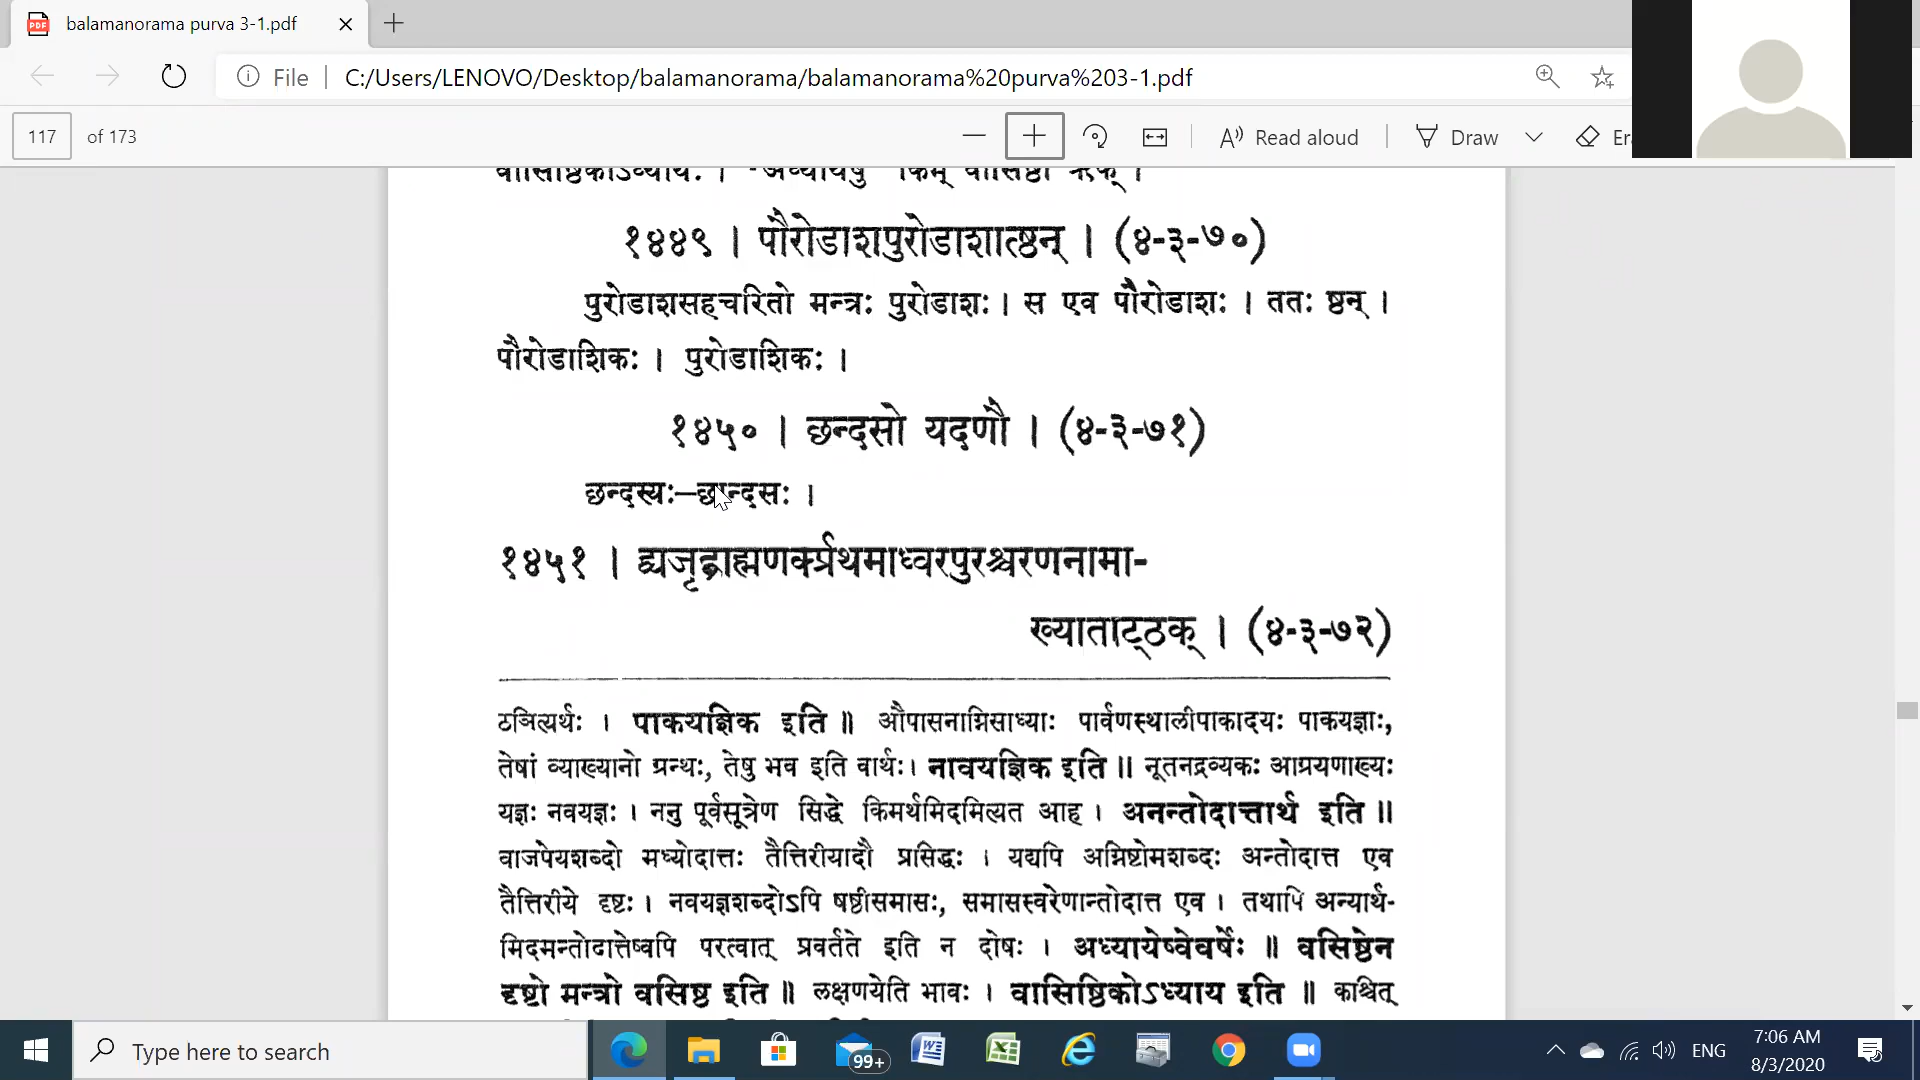 balamanorama purva 3-1.pdf
File
C:/Users/LENOVO/Desktop/balamanorama/balamanorama%20purva%203-1.pdf
117 of 173
Read aloud
Draw
१४४९ । पौरोडाशपुरोडाशात्ष्ठन् । (४-३-७०)
पुरोडाशसहचरितो मन्त्रः पुरोडाशः । स एव पौरोडाशः । ततः ष्ठन् ।
पौरोडाशिकः । पुरोडाशिकः ।
१४५० । छन्दसो यदणौ । (४-३-७१)
छन्दस्यः—छान्दसः ।
१४५१ । द्व्यजृद्ब्राह्मणर्क्प्रथमाध्वरपुरश्चरणनामा-
ख्याताट्ठक् । (४-३-७२)
ठञित्यर्थः । पाकयज्ञिक इति ॥ औपासनाग्निसाध्याः पार्वणस्थालीपाकादयः पाकयज्ञाः,
तेषां व्याख्यानो ग्रन्थः, तेषु भव इति वार्थः । नावयज्ञिक इति ॥ नूतनद्रव्यकः आग्रयणाख्यः
यज्ञः नवयज्ञः । ननु पूर्वसूत्रेण सिद्धे किमर्थमिदमित्यत आह । अनन्तोदात्तार्थ इति ॥
वाजपेयशब्दो मध्योदात्तः तैत्तिरीयादौ प्रसिद्धः । यद्यपि अग्निष्टोमशब्दः अन्तोदात्त एव
तैत्तिरीये दृष्टः । नवयज्ञशब्दोऽपि षष्ठीसमासः, समासस्वरेणान्तोदात्त एव । तथापि अन्यार्थ-
मिदमन्तोदात्तेष्वपि परत्वात् प्रवर्तते इति न दोषः । अध्यायेष्वेवर्षेः ॥ वसिष्ठेन
दृष्टो मन्त्रो वसिष्ठ इति ॥ लक्षणयेति भावः । वासिष्ठिकोऽध्याय इति ॥ कश्चित्
Type here to search
99+
ENG
7:06 AM
8/3/2020